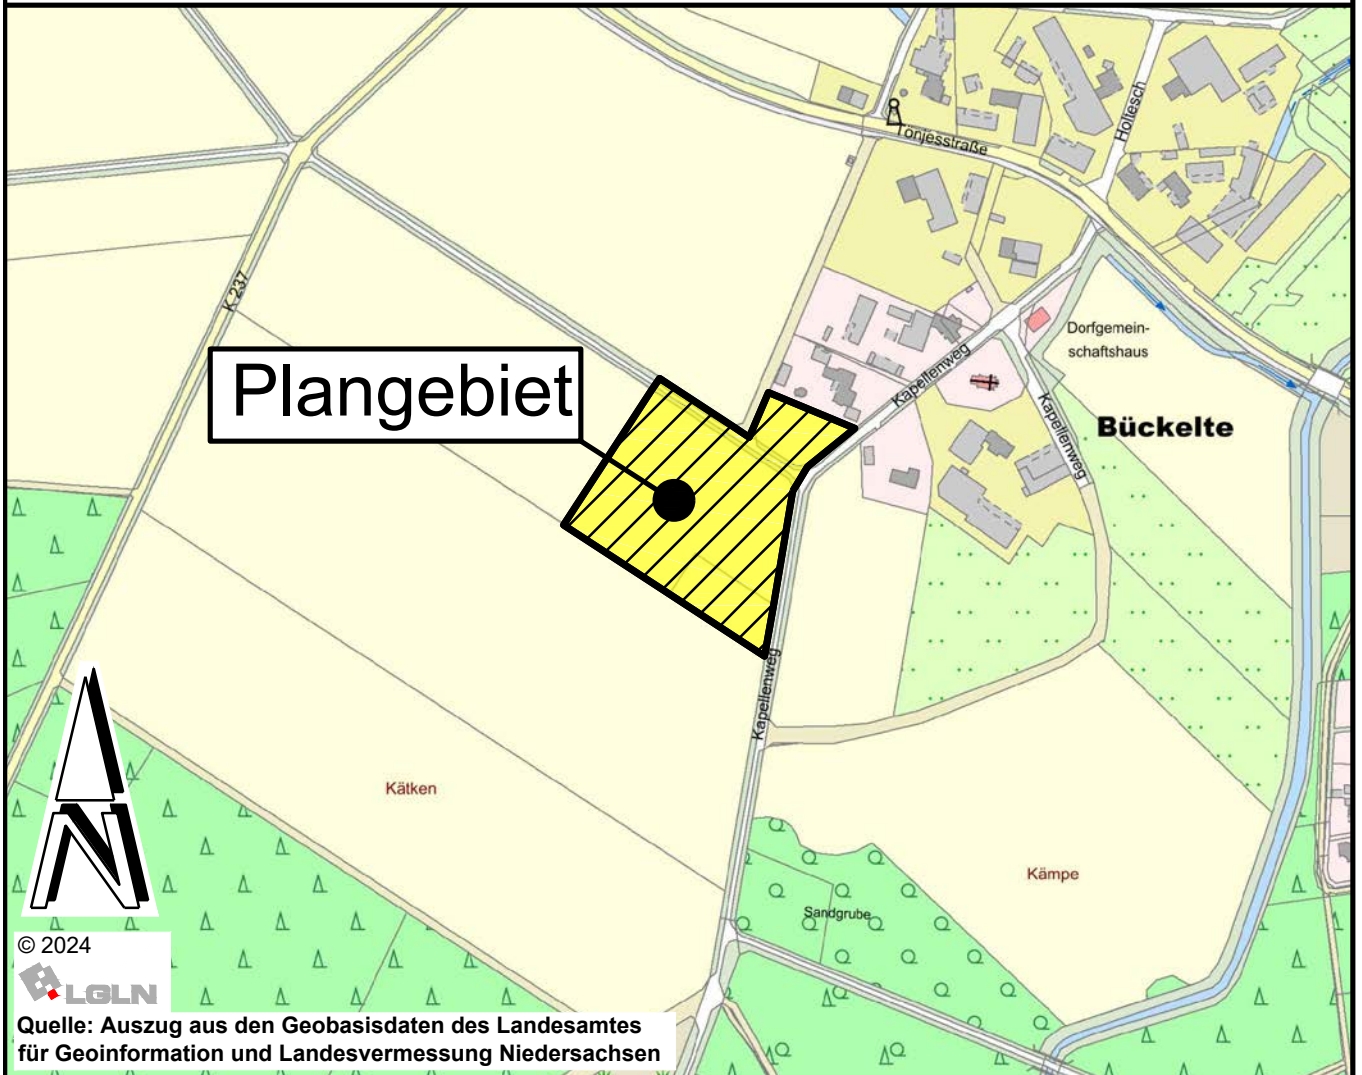 Tönjesstraße
Holtesch
K 237
Dorfgemein-
schaftshaus
Plangebiet
Kapellenweg
Kapellenweg
Bückelte
Kapellenweg
Kätken
Kämpe
Sandgrube
N
© 2024
LGLN
Quelle: Auszug aus den Geobasisdaten des Landesamtes
für Geoinformation und Landesvermessung Niedersachsen